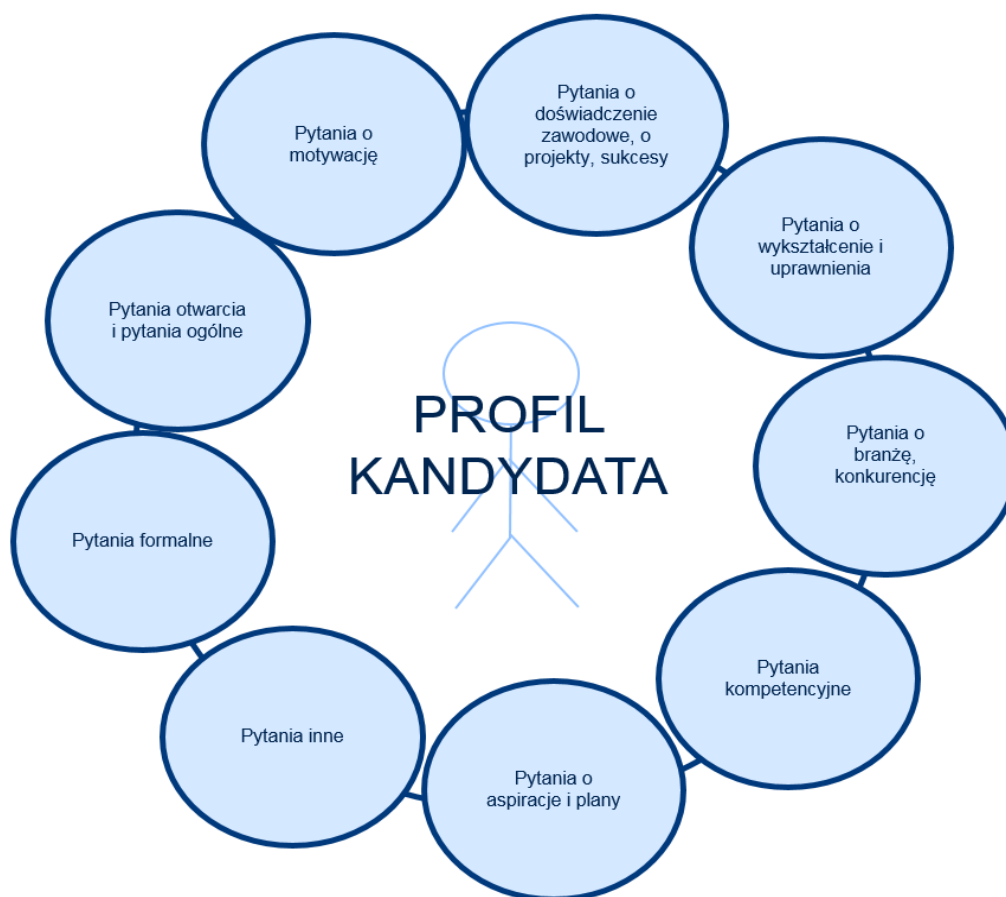 Pytania o
motywację
Pytania o
doświadczenie
zawodowe, o
projekty, sukcesy
Pytania o
wykształcenie i
uprawnienia
Pytania otwarcia
i pytania ogólne
PROFIL
KANDYDATA
Pytania o
branżę,
konkurencję
Pytania formalne
Pytania
kompetencyjne
Pytania inne
Pytania o
aspiracje i plany